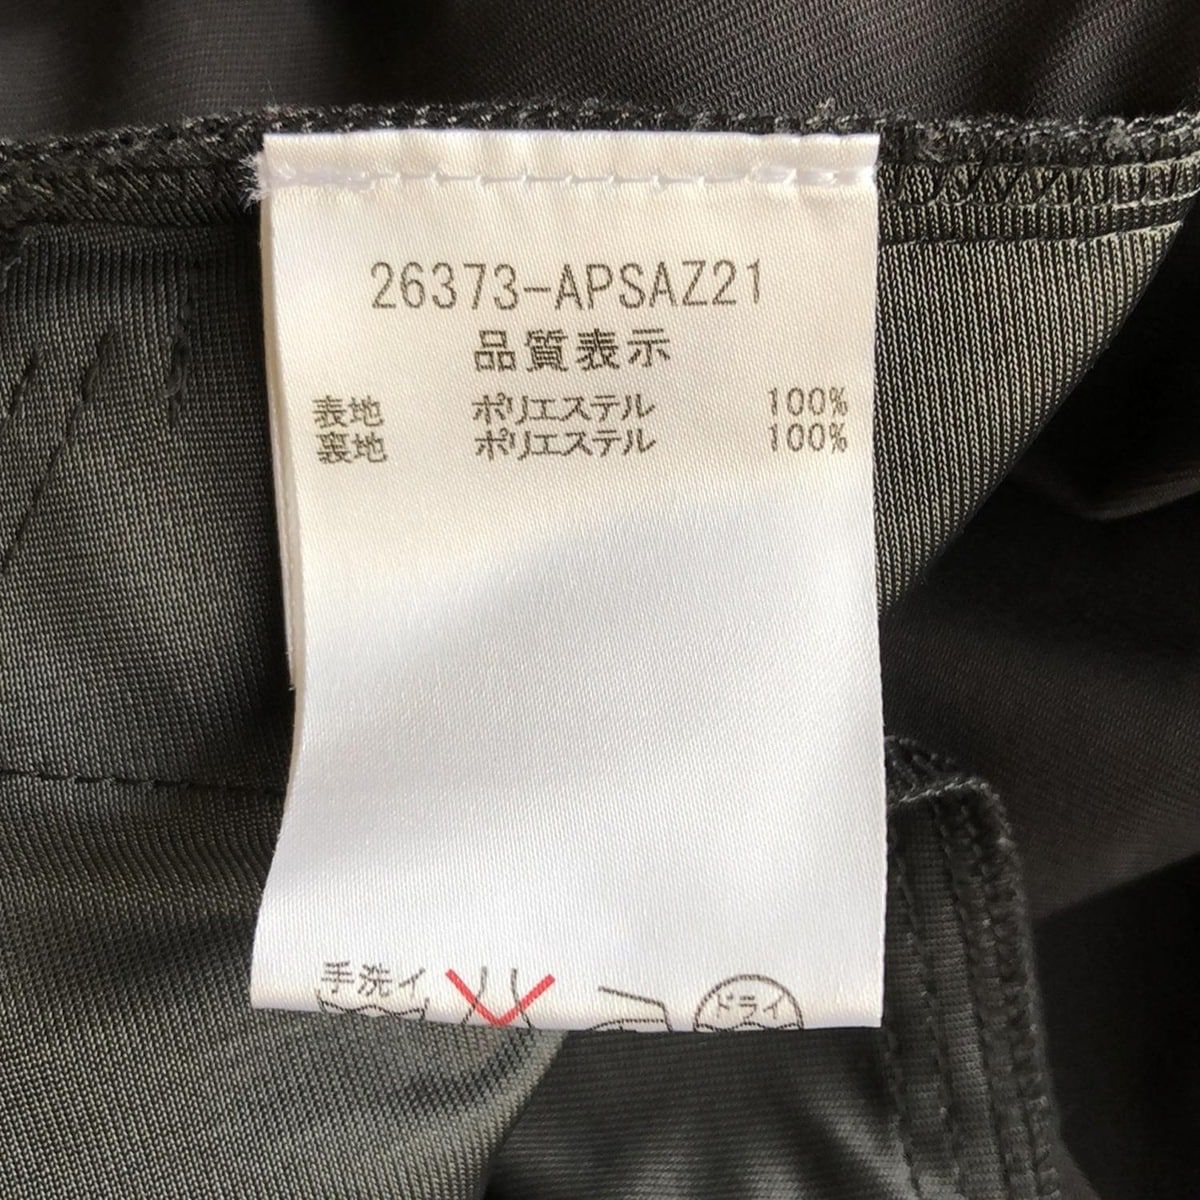 26373-APSAZ21
品質表示
表地 ポリエステル 100%
裏地 ポリエステル 100%
手洗イ ドライ